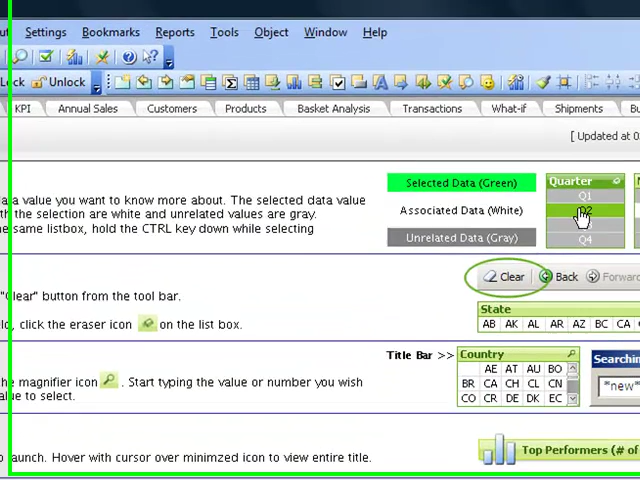 Settings Bookmarks Reports Tools Object Window Help
Lock Unlock
KPI Annual Sales Customers Products Basket Analysis Transactions What-if Shipments
[ Updated at
data value you want to know more about. The selected data value
with the selection are white and unrelated values are gray.
same listbox, hold the CTRL key down while selecting
Selected Data (Green)
Associated Data (White)
Unrelated Data (Gray)
Quarter
Q1
Q2
Q4
"Clear" button from the tool bar.
click the eraser icon on the list box.
Clear Back Forward
State
AB AK AL AR AZ BC CA
the magnifier icon . Start typing the value or number you wish
value to select.
Title Bar >> Country
AE AT AU BO
BR CA CH CL CN
CO CR DE DK EC
Searchin
*new*
to launch. Hover with cursor over minimzed icon to view entire title.
Top Performers (# of